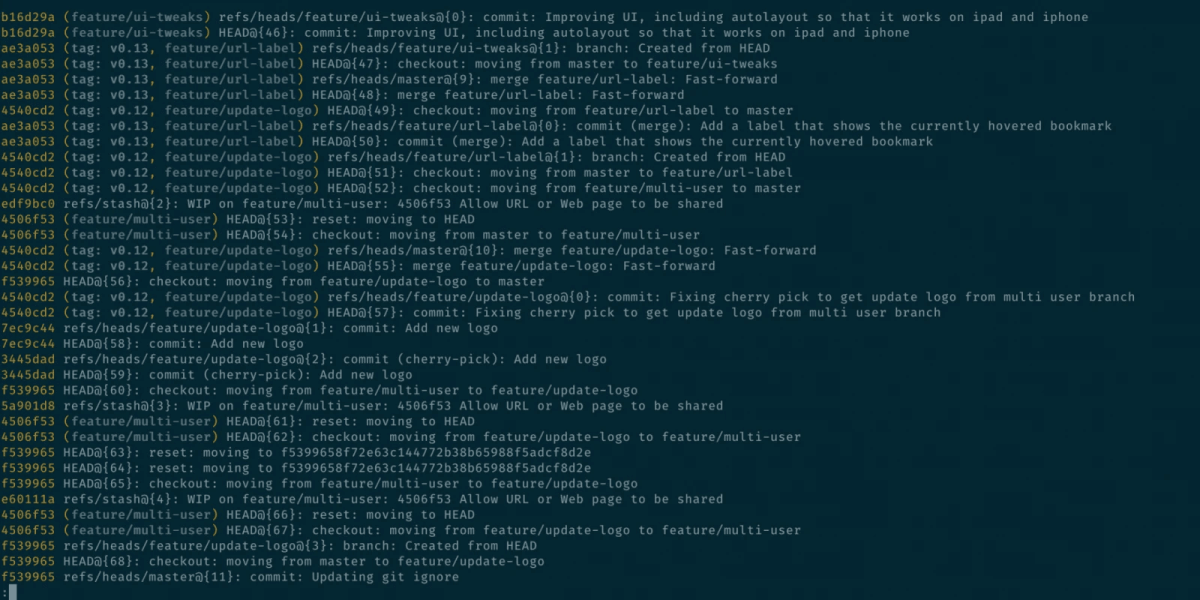 b16d29a (feature/ui-tweaks) refs/heads/feature/ui-tweaks@{0}: commit: Improving UI, including autolayout so that it works on ipad and iphone
b16d29a (feature/ui-tweaks) HEAD@{46}: commit: Improving UI, including autolayout so that it works on ipad and iphone
ae3a053 (tag: v0.13, feature/url-label) refs/heads/feature/ui-tweaks@{1}: branch: Created from HEAD
ae3a053 (tag: v0.13, feature/url-label) HEAD@{47}: checkout: moving from master to feature/ui-tweaks
ae3a053 (tag: v0.13, feature/url-label) refs/heads/master@{9}: merge feature/url-label: Fast-forward
ae3a053 (tag: v0.13, feature/url-label) HEAD@{48}: merge feature/url-label: Fast-forward
4540cd2 (tag: v0.12, feature/update-logo) HEAD@{49}: checkout: moving from feature/url-label to master
ae3a053 (tag: v0.13, feature/url-label) refs/heads/feature/url-label@{0}: commit (merge): Add a label that shows the currently hovered bookmark
ae3a053 (tag: v0.13, feature/url-label) HEAD@{50}: commit (merge): Add a label that shows the currently hovered bookmark
4540cd2 (tag: v0.12, feature/update-logo) refs/heads/feature/url-label@{1}: branch: Created from HEAD
4540cd2 (tag: v0.12, feature/update-logo) HEAD@{51}: checkout: moving from master to feature/url-label
4540cd2 (tag: v0.12, feature/update-logo) HEAD@{52}: checkout: moving from feature/multi-user to master
edf9bc0 refs/stash@{2}: WIP on feature/multi-user: 4506f53 Allow URL or Web page to be shared
4506f53 (feature/multi-user) HEAD@{53}: reset: moving to HEAD
4506f53 (feature/multi-user) HEAD@{54}: checkout: moving from master to feature/multi-user
4540cd2 (tag: v0.12, feature/update-logo) refs/heads/master@{10}: merge feature/update-logo: Fast-forward
4540cd2 (tag: v0.12, feature/update-logo) HEAD@{55}: merge feature/update-logo: Fast-forward
f539965 HEAD@{56}: checkout: moving from feature/update-logo to master
4540cd2 (tag: v0.12, feature/update-logo) refs/heads/feature/update-logo@{0}: commit: Fixing cherry pick to get update logo from multi user branch
4540cd2 (tag: v0.12, feature/update-logo) HEAD@{57}: commit: Fixing cherry pick to get update logo from multi user branch
7ec9c44 refs/heads/feature/update-logo@{1}: commit: Add new logo
7ec9c44 HEAD@{58}: commit: Add new logo
3445dad refs/heads/feature/update-logo@{2}: commit (cherry-pick): Add new logo
3445dad HEAD@{59}: commit (cherry-pick): Add new logo
f539965 HEAD@{60}: checkout: moving from feature/multi-user to feature/update-logo
5a901d8 refs/stash@{3}: WIP on feature/multi-user: 4506f53 Allow URL or Web page to be shared
4506f53 (feature/multi-user) HEAD@{61}: reset: moving to HEAD
4506f53 (feature/multi-user) HEAD@{62}: checkout: moving from feature/update-logo to feature/multi-user
f539965 HEAD@{63}: reset: moving to f5399658f72e63c144772b38b65988f5adcf8d2e
f539965 HEAD@{64}: reset: moving to f5399658f72e63c144772b38b65988f5adcf8d2e
f539965 HEAD@{65}: checkout: moving from feature/multi-user to feature/update-logo
e60111a refs/stash@{4}: WIP on feature/multi-user: 4506f53 Allow URL or Web page to be shared
4506f53 (feature/multi-user) HEAD@{66}: reset: moving to HEAD
4506f53 (feature/multi-user) HEAD@{67}: checkout: moving from feature/update-logo to feature/multi-user
f539965 refs/heads/feature/update-logo@{3}: branch: Created from HEAD
f539965 HEAD@{68}: checkout: moving from master to feature/update-logo
f539965 refs/heads/master@{11}: commit: Updating git ignore
: